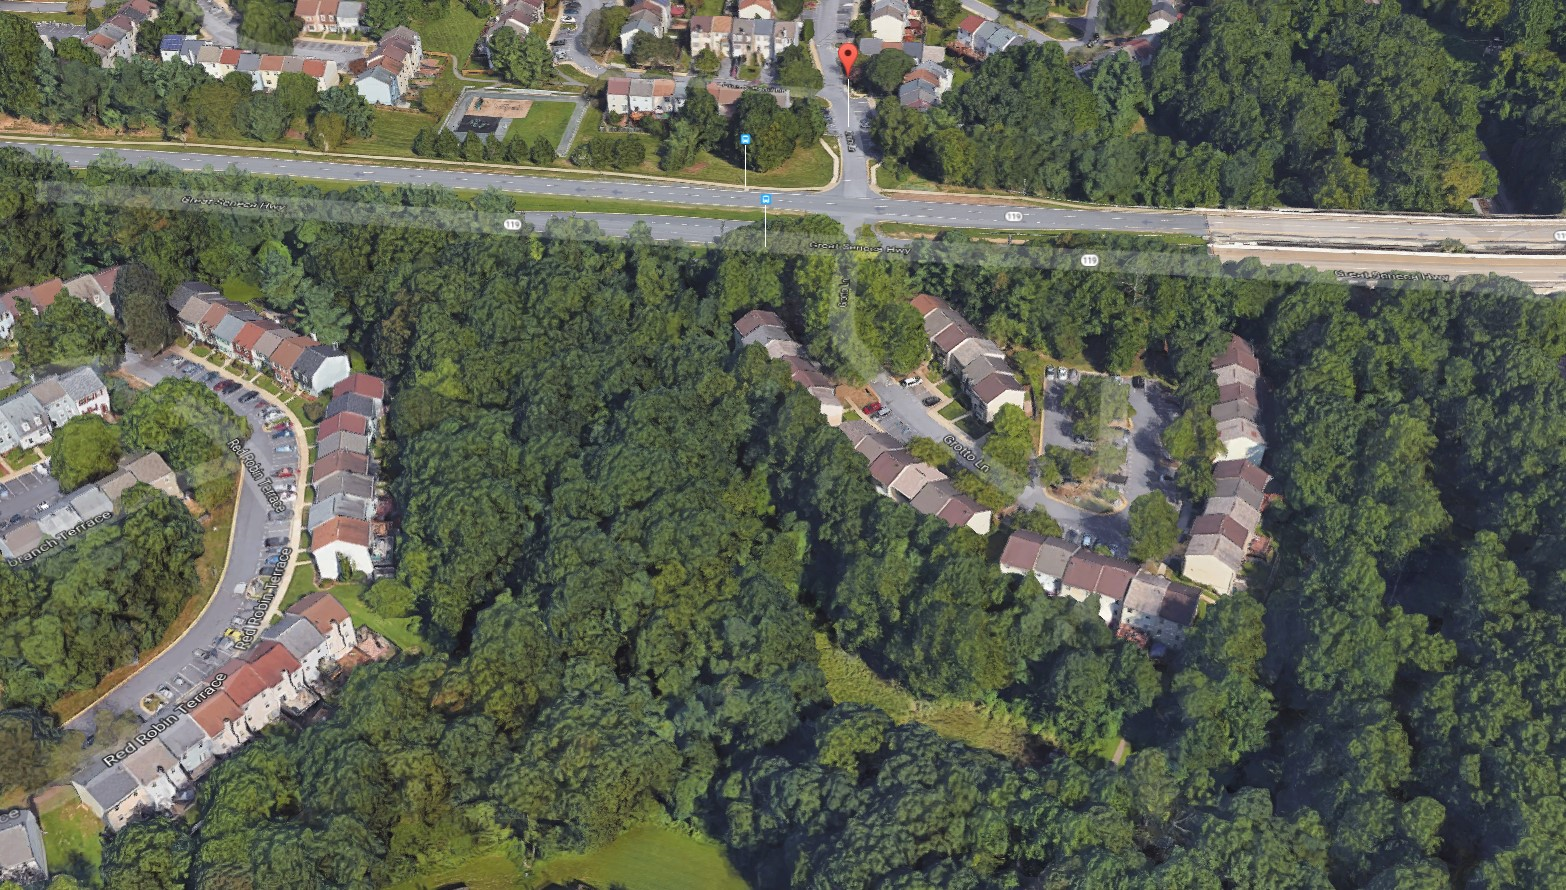 Great Seneca Hwy
119
119
Great Seneca Hwy
119
Great Seneca Hwy
Grotto Ln
Red Robin Terrace
Red Robin Terrace
Red Robin Terrace
branch Terrace